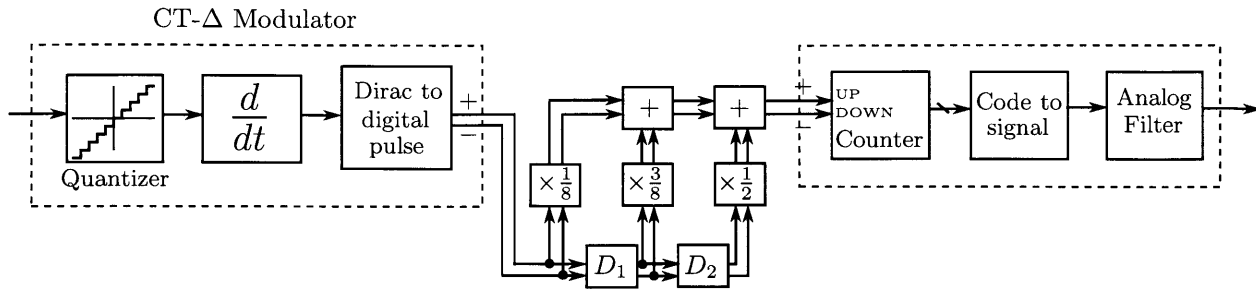 CT-Δ Modulator
d
dt
Quantizer
Dirac to
digital
pulse
+
−
×1/8
+
×3/8
+
×1/2
D₁
D₂
+
−
UP
DOWN
Counter
Code to
signal
Analog
Filter